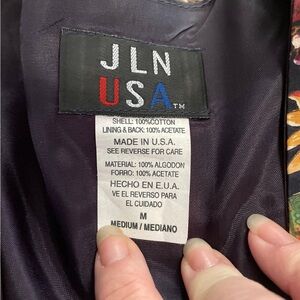 JLN
USA™
SHELL: 100%COTTON
LINING & BACK: 100% ACETATE
MADE IN U.S.A.
SEE REVERSE FOR CARE
MATERIAL: 100% ALGODON
FORRO: 100% ACETATE
HECHO EN E.U.A.
VE EL REVERSO PARA
EL CUIDADO
M
MEDIUM / MEDIANO